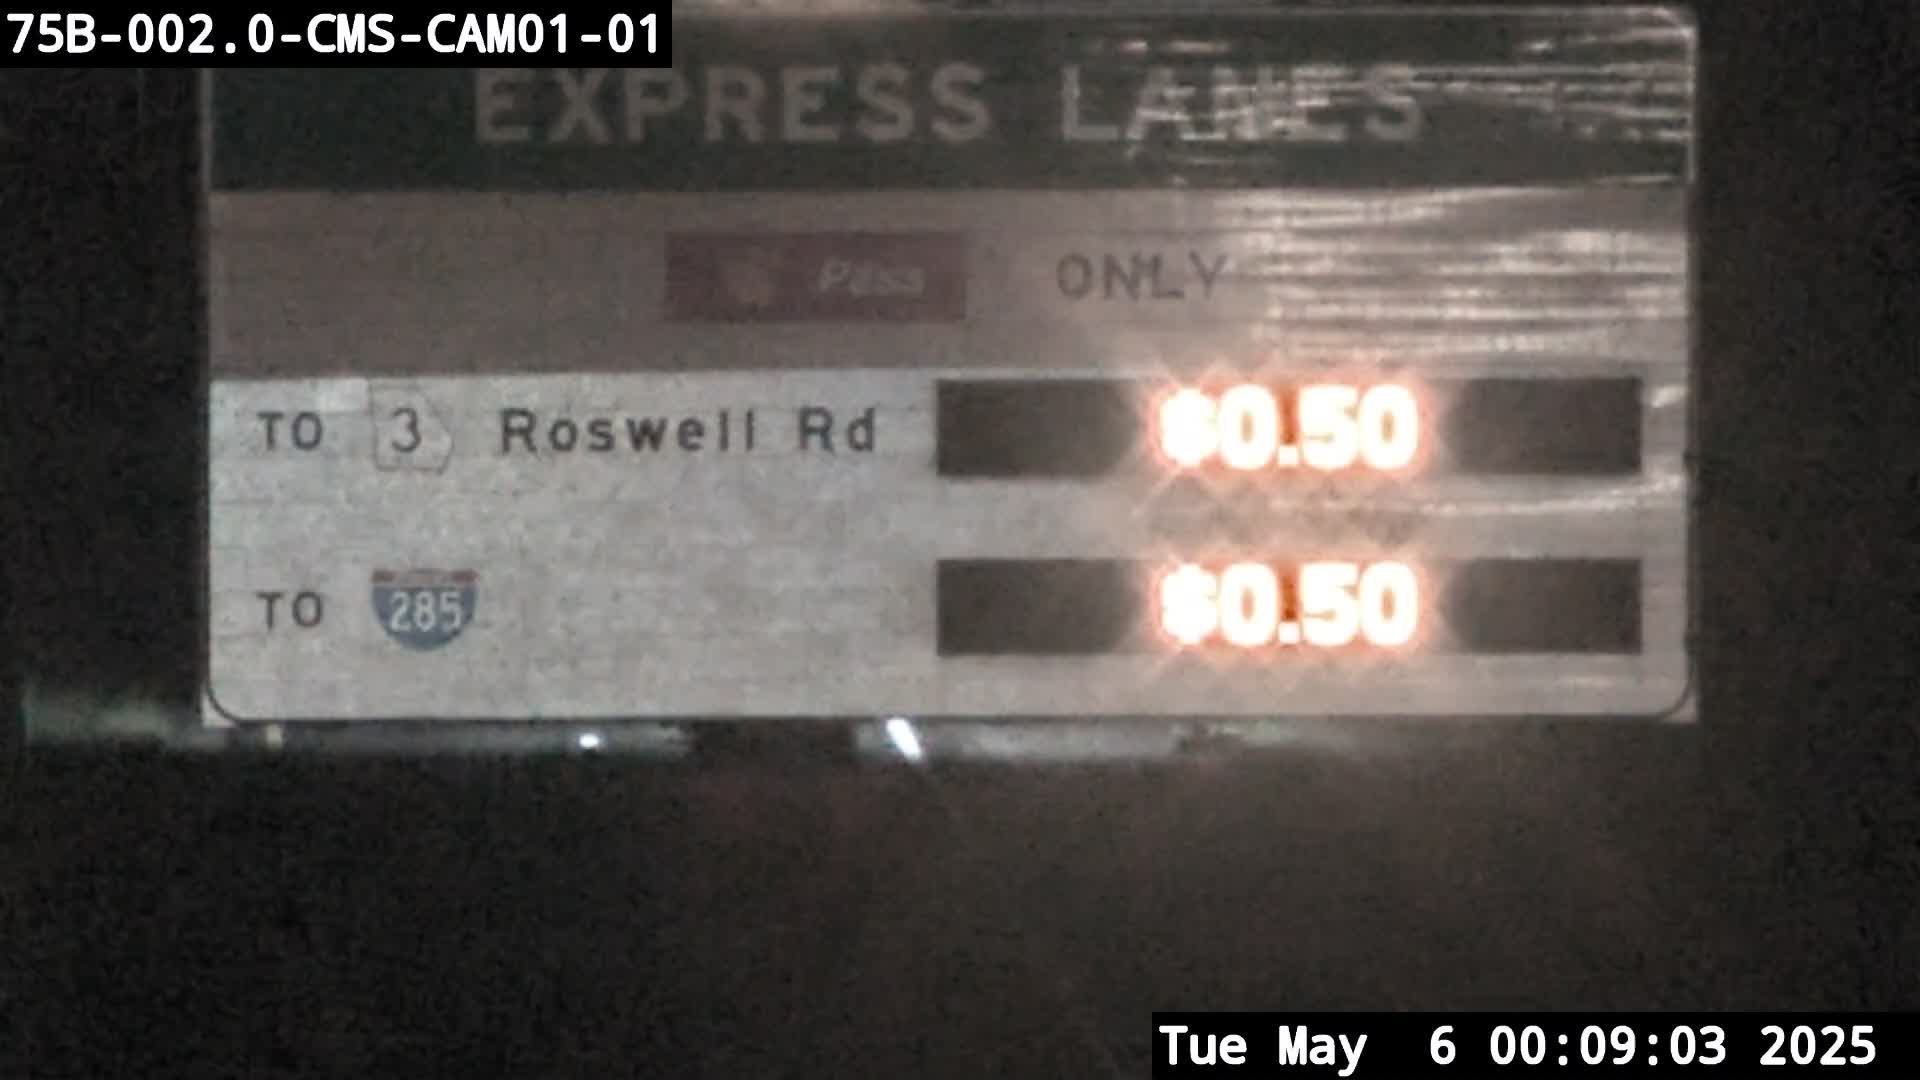 75B-002.0-CMS-CAM01-01
EXPRESS LANES
Pass ONLY
TO 3 Roswell Rd $0.50
TO 285 $0.50
Tue May 6 00:09:03 2025